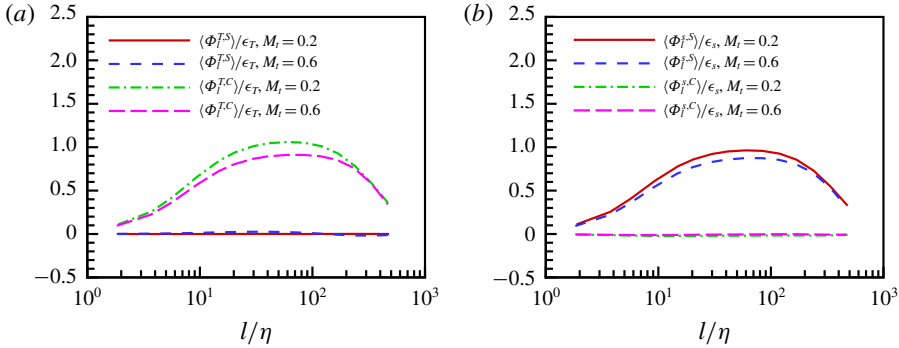 (a)
2.5
2.0
1.5
1.0
0.5
0
−0.5
⟨Φ_l^{T,S}⟩/ϵ_T, M_t = 0.2
⟨Φ_l^{T,S}⟩/ϵ_T, M_t = 0.6
⟨Φ_l^{T,C}⟩/ϵ_T, M_t = 0.2
⟨Φ_l^{T,C}⟩/ϵ_T, M_t = 0.6
10^0 10^1 10^2 10^3
l/η
(b)
2.5
2.0
1.5
1.0
0.5
0
−0.5
⟨Φ_l^{s,S}⟩/ϵ_s, M_t = 0.2
⟨Φ_l^{s,S}⟩/ϵ_s, M_t = 0.6
⟨Φ_l^{s,C}⟩/ϵ_s, M_t = 0.2
⟨Φ_l^{s,C}⟩/ϵ_s, M_t = 0.6
10^0 10^1 10^2 10^3
l/η